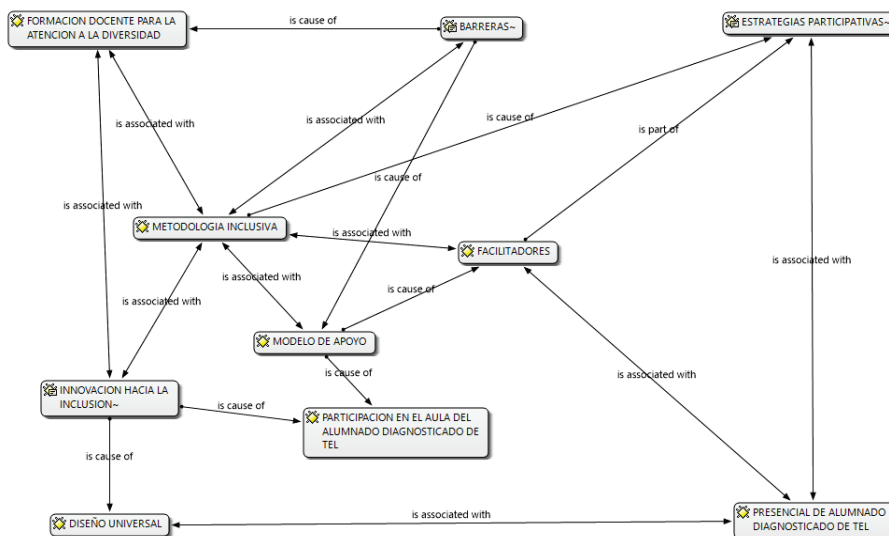 FORMACION DOCENTE PARA LA
ATENCION A LA DIVERSIDAD
is cause of
BARRERAS~
ESTRATEGIAS PARTICIPATIVAS~
is associated with
is associated with
is cause of
is part of
is cause of
is associated with
METODOLOGIA INCLUSIVA
is associated with
FACILITADORES
is associated with
is associated with
is associated with
is cause of
MODELO DE APOYO
is cause of
is associated with
INNOVACION HACIA LA
INCLUSION~
is cause of
PARTICIPACION EN EL AULA DEL
ALUMNADO DIAGNOSTICADO DE
TEL
is cause of
DISEÑO UNIVERSAL
is associated with
PRESENCIAL DE ALUMNADO
DIAGNOSTICADO DE TEL